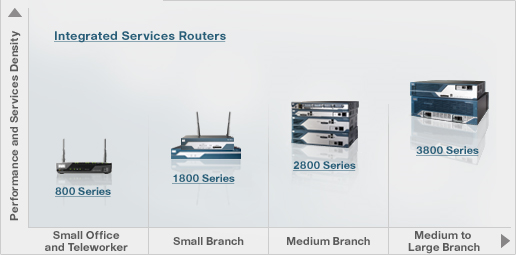 Performance and Services Density
Integrated Services Routers
800 Series
1800 Series
2800 Series
3800 Series
Small Office
and Teleworker
Small Branch
Medium Branch
Medium to
Large Branch